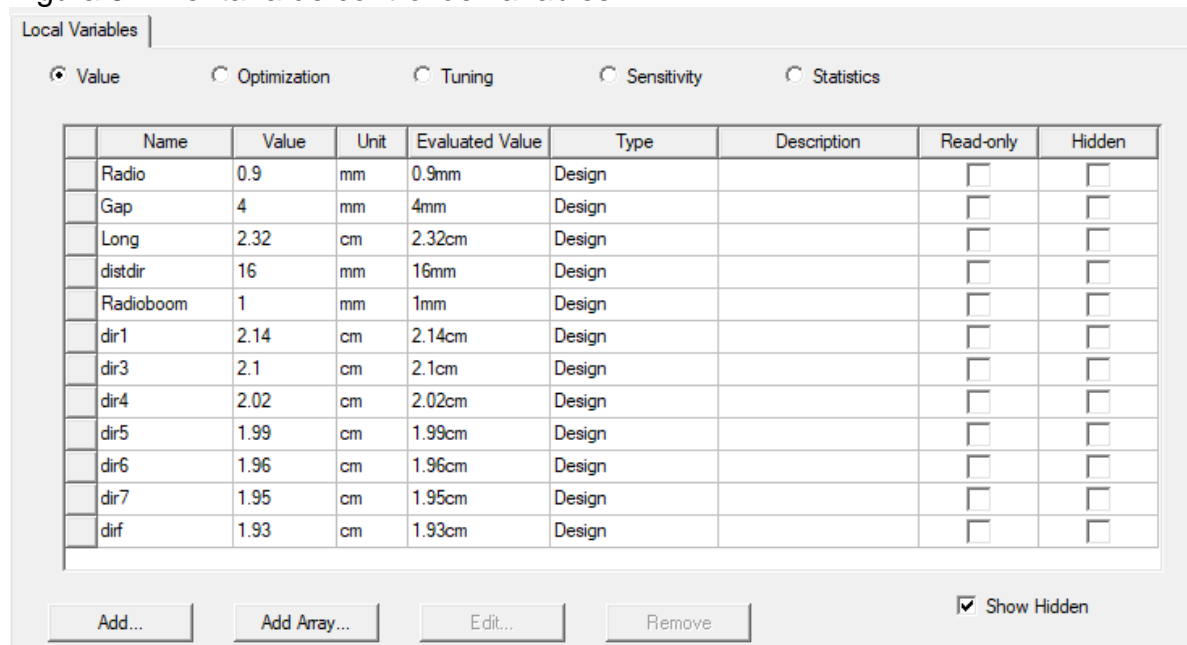 Local Variables
Value Optimization Tuning Sensitivity Statistics
Name Value Unit Evaluated Value Type Description Read-only Hidden
Radio 0.9 mm 0.9mm Design
Gap 4 mm 4mm Design
Long 2.32 cm 2.32cm Design
distdir 16 mm 16mm Design
Radioboom 1 mm 1mm Design
dir1 2.14 cm 2.14cm Design
dir3 2.1 cm 2.1cm Design
dir4 2.02 cm 2.02cm Design
dir5 1.99 cm 1.99cm Design
dir6 1.96 cm 1.96cm Design
dir7 1.95 cm 1.95cm Design
dirf 1.93 cm 1.93cm Design
Show Hidden
Add... Add Array... Edit... Remove